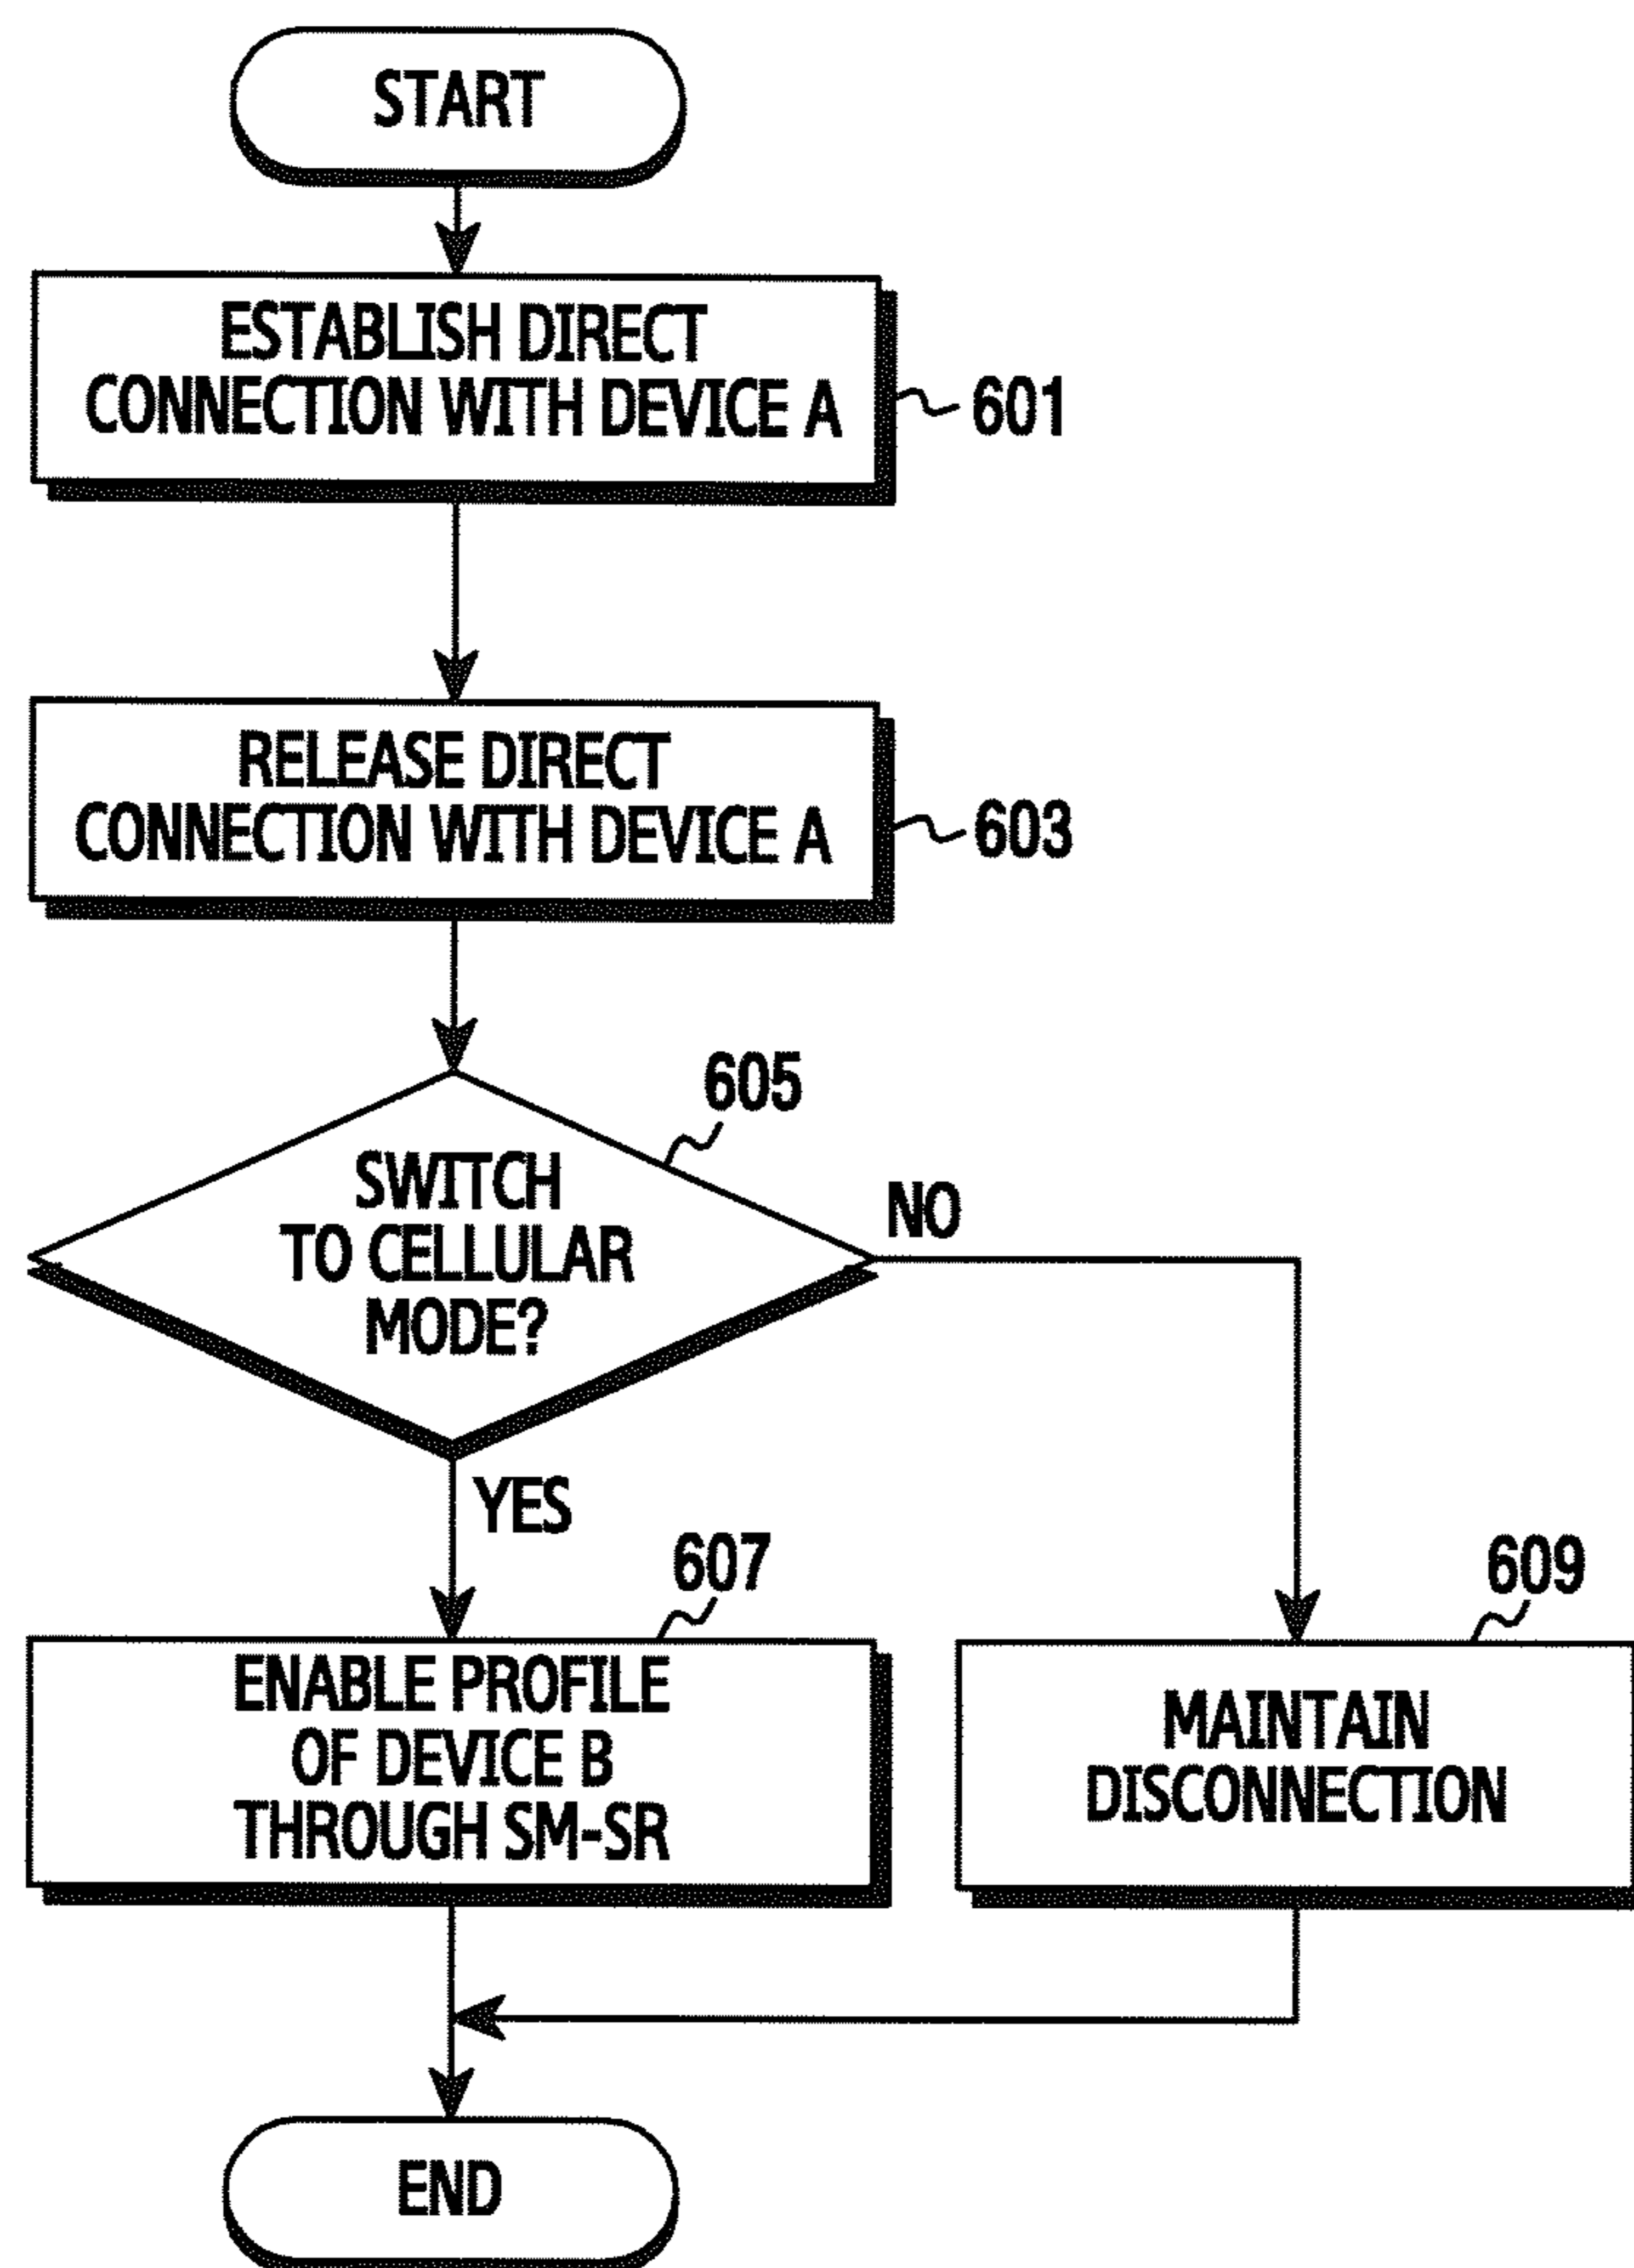 START
ESTABLISH DIRECT
CONNECTION WITH DEVICE A
601
RELEASE DIRECT
CONNECTION WITH DEVICE A
603
605
SWITCH
TO CELLULAR
MODE?
NO
YES
607
ENABLE PROFILE
OF DEVICE B
THROUGH SM-SR
609
MAINTAIN
DISCONNECTION
END